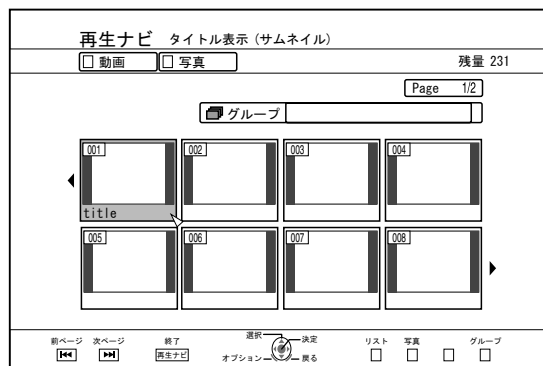 再生ナビ タイトル表示 (サムネイル)
動画 写真 残量 231
Page 1/2
グループ
001 002 003 004
title
005 006 007 008
前ページ 次ページ 終了 選択 決定 リスト 写真 グループ
再生ナビ オプション 戻る